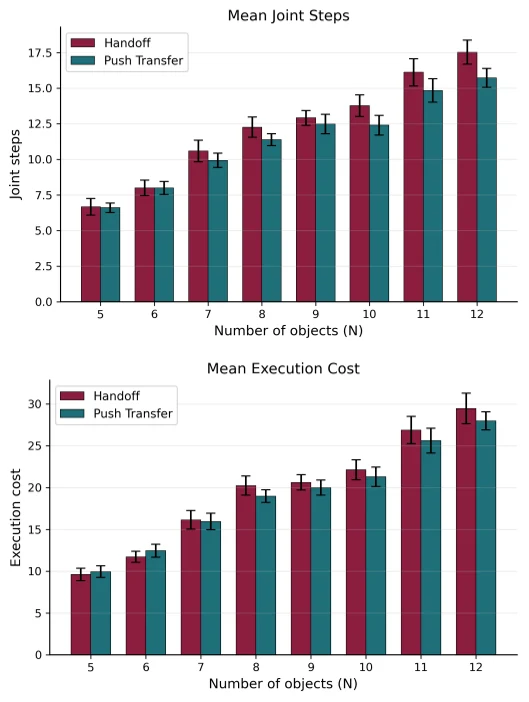 Mean Joint Steps
Handoff
Push Transfer
17.5
15.0
12.5
10.0
7.5
5.0
2.5
0.0
Joint steps
5 6 7 8 9 10 11 12
Number of objects (N)
Mean Execution Cost
Handoff
Push Transfer
30
25
20
15
10
5
0
Execution cost
5 6 7 8 9 10 11 12
Number of objects (N)